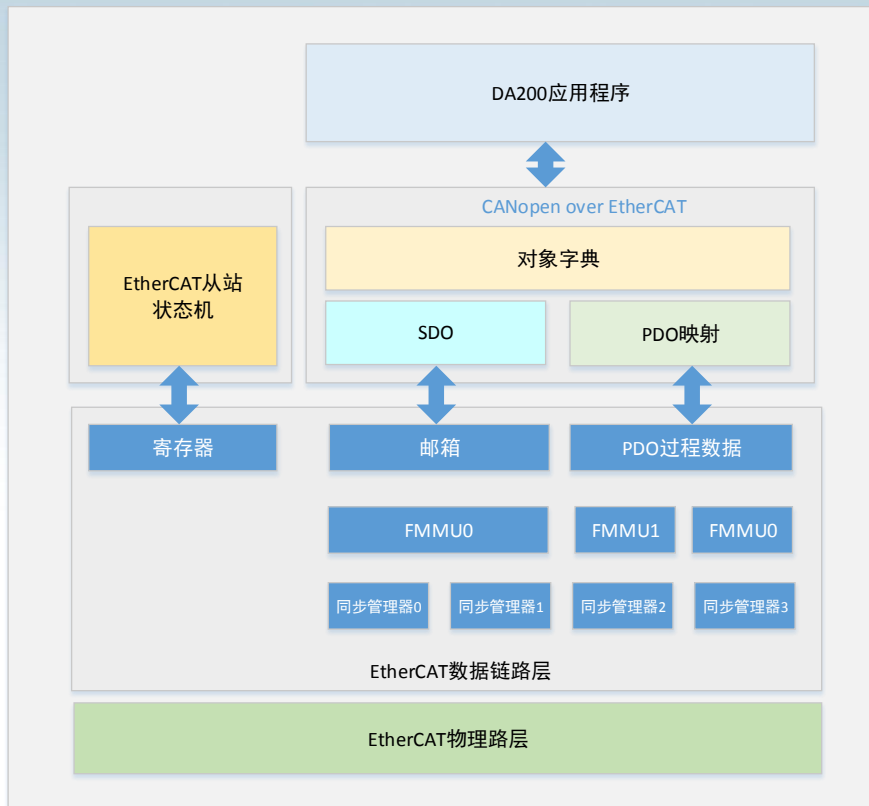 DA200应用程序
CANopen over EtherCAT
对象字典
EtherCAT从站
状态机
SDO
PDO映射
寄存器
邮箱
PDO过程数据
FMMU0
FMMU1
FMMU0
同步管理器0
同步管理器1
同步管理器2
同步管理器3
EtherCAT数据链路层
EtherCAT物理路层